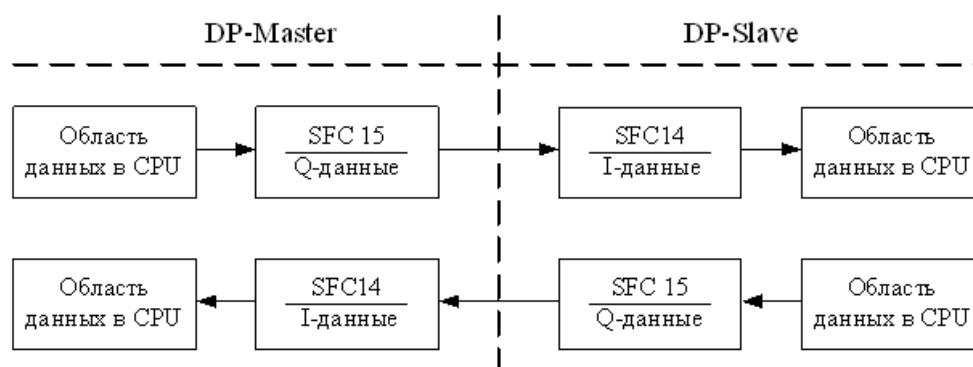 DP-Master
DP-Slave
Область
данных в CPU
SFC 15
Q-данные
SFC14
I-данные
Область
данных в CPU
Область
данных в CPU
SFC14
I-данные
SFC 15
Q-данные
Область
данных в CPU